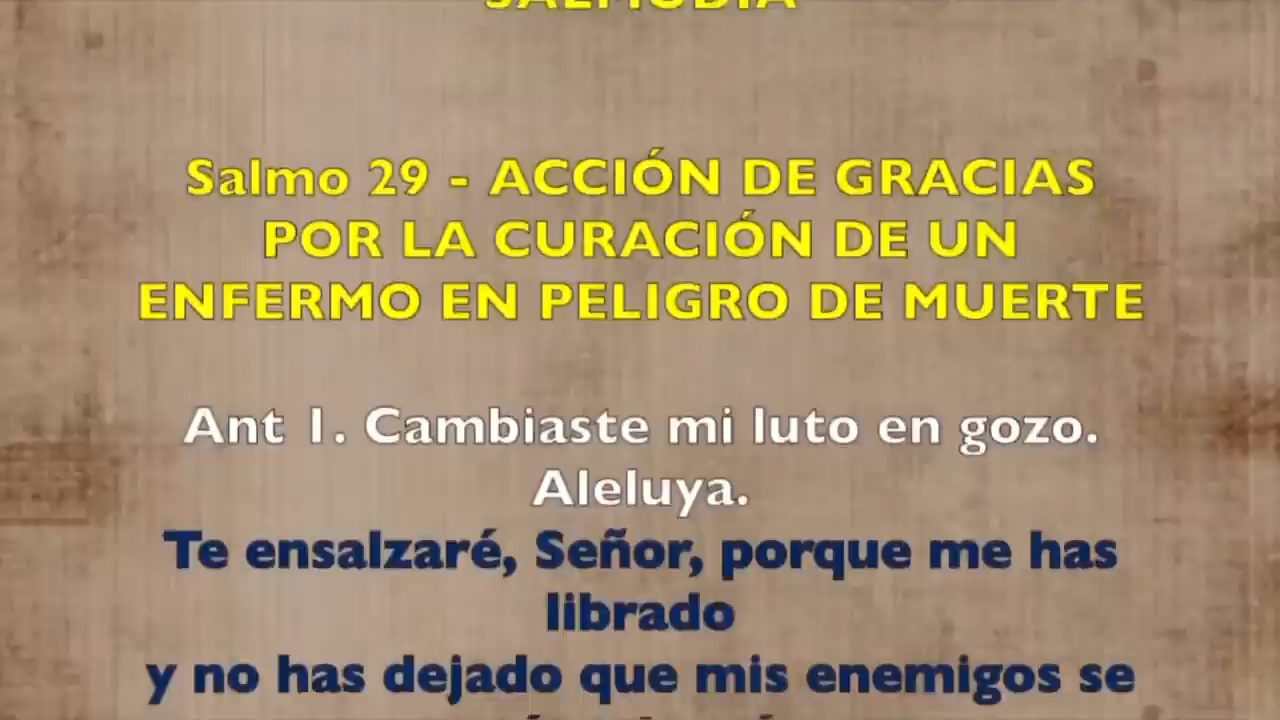 SALMODIA
Salmo 29 - ACCIÓN DE GRACIAS
POR LA CURACIÓN DE UN
ENFERMO EN PELIGRO DE MUERTE
Ant 1. Cambiaste mi luto en gozo.
Aleluya.
Te ensalzaré, Señor, porque me has
librado
y no has dejado que mis enemigos se